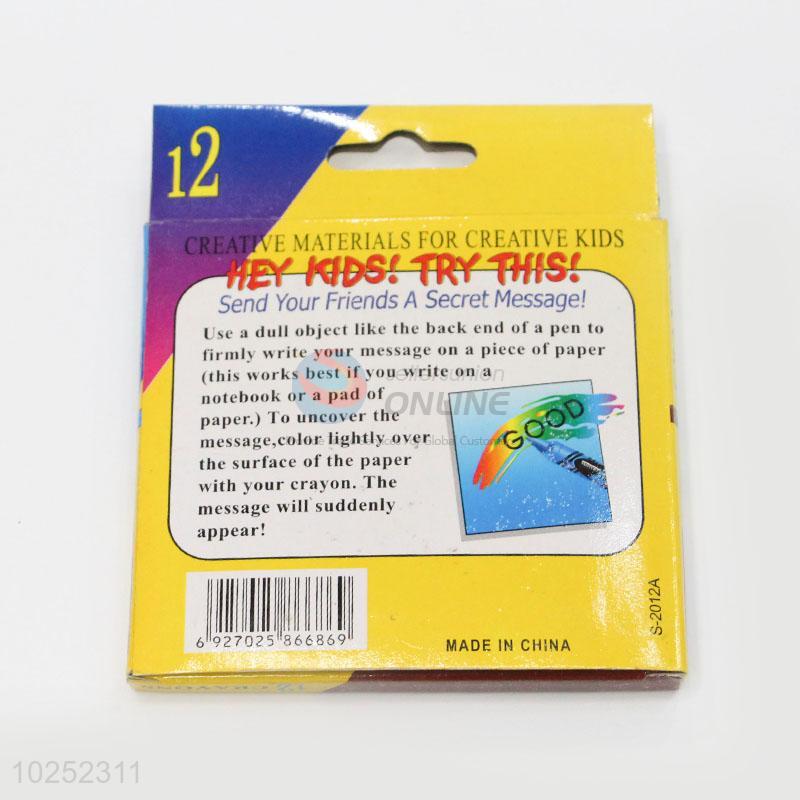 12
CREATIVE MATERIALS FOR CREATIVE KIDS
HEY KIDS! TRY THIS!
Send Your Friends A Secret Message!
Use a dull object like the back end of a pen to
firmly write your message on a piece of paper
(this works best if you write on a
notebook or a pad of
paper.) To uncover the
message,color lightly over
the surface of the paper
with your crayon. The
message will suddenly
appear!
GOOD
sellersunion
ONLINE
6 927025 866869
MADE IN CHINA
S-2012A
12 CRAYONS
10252311